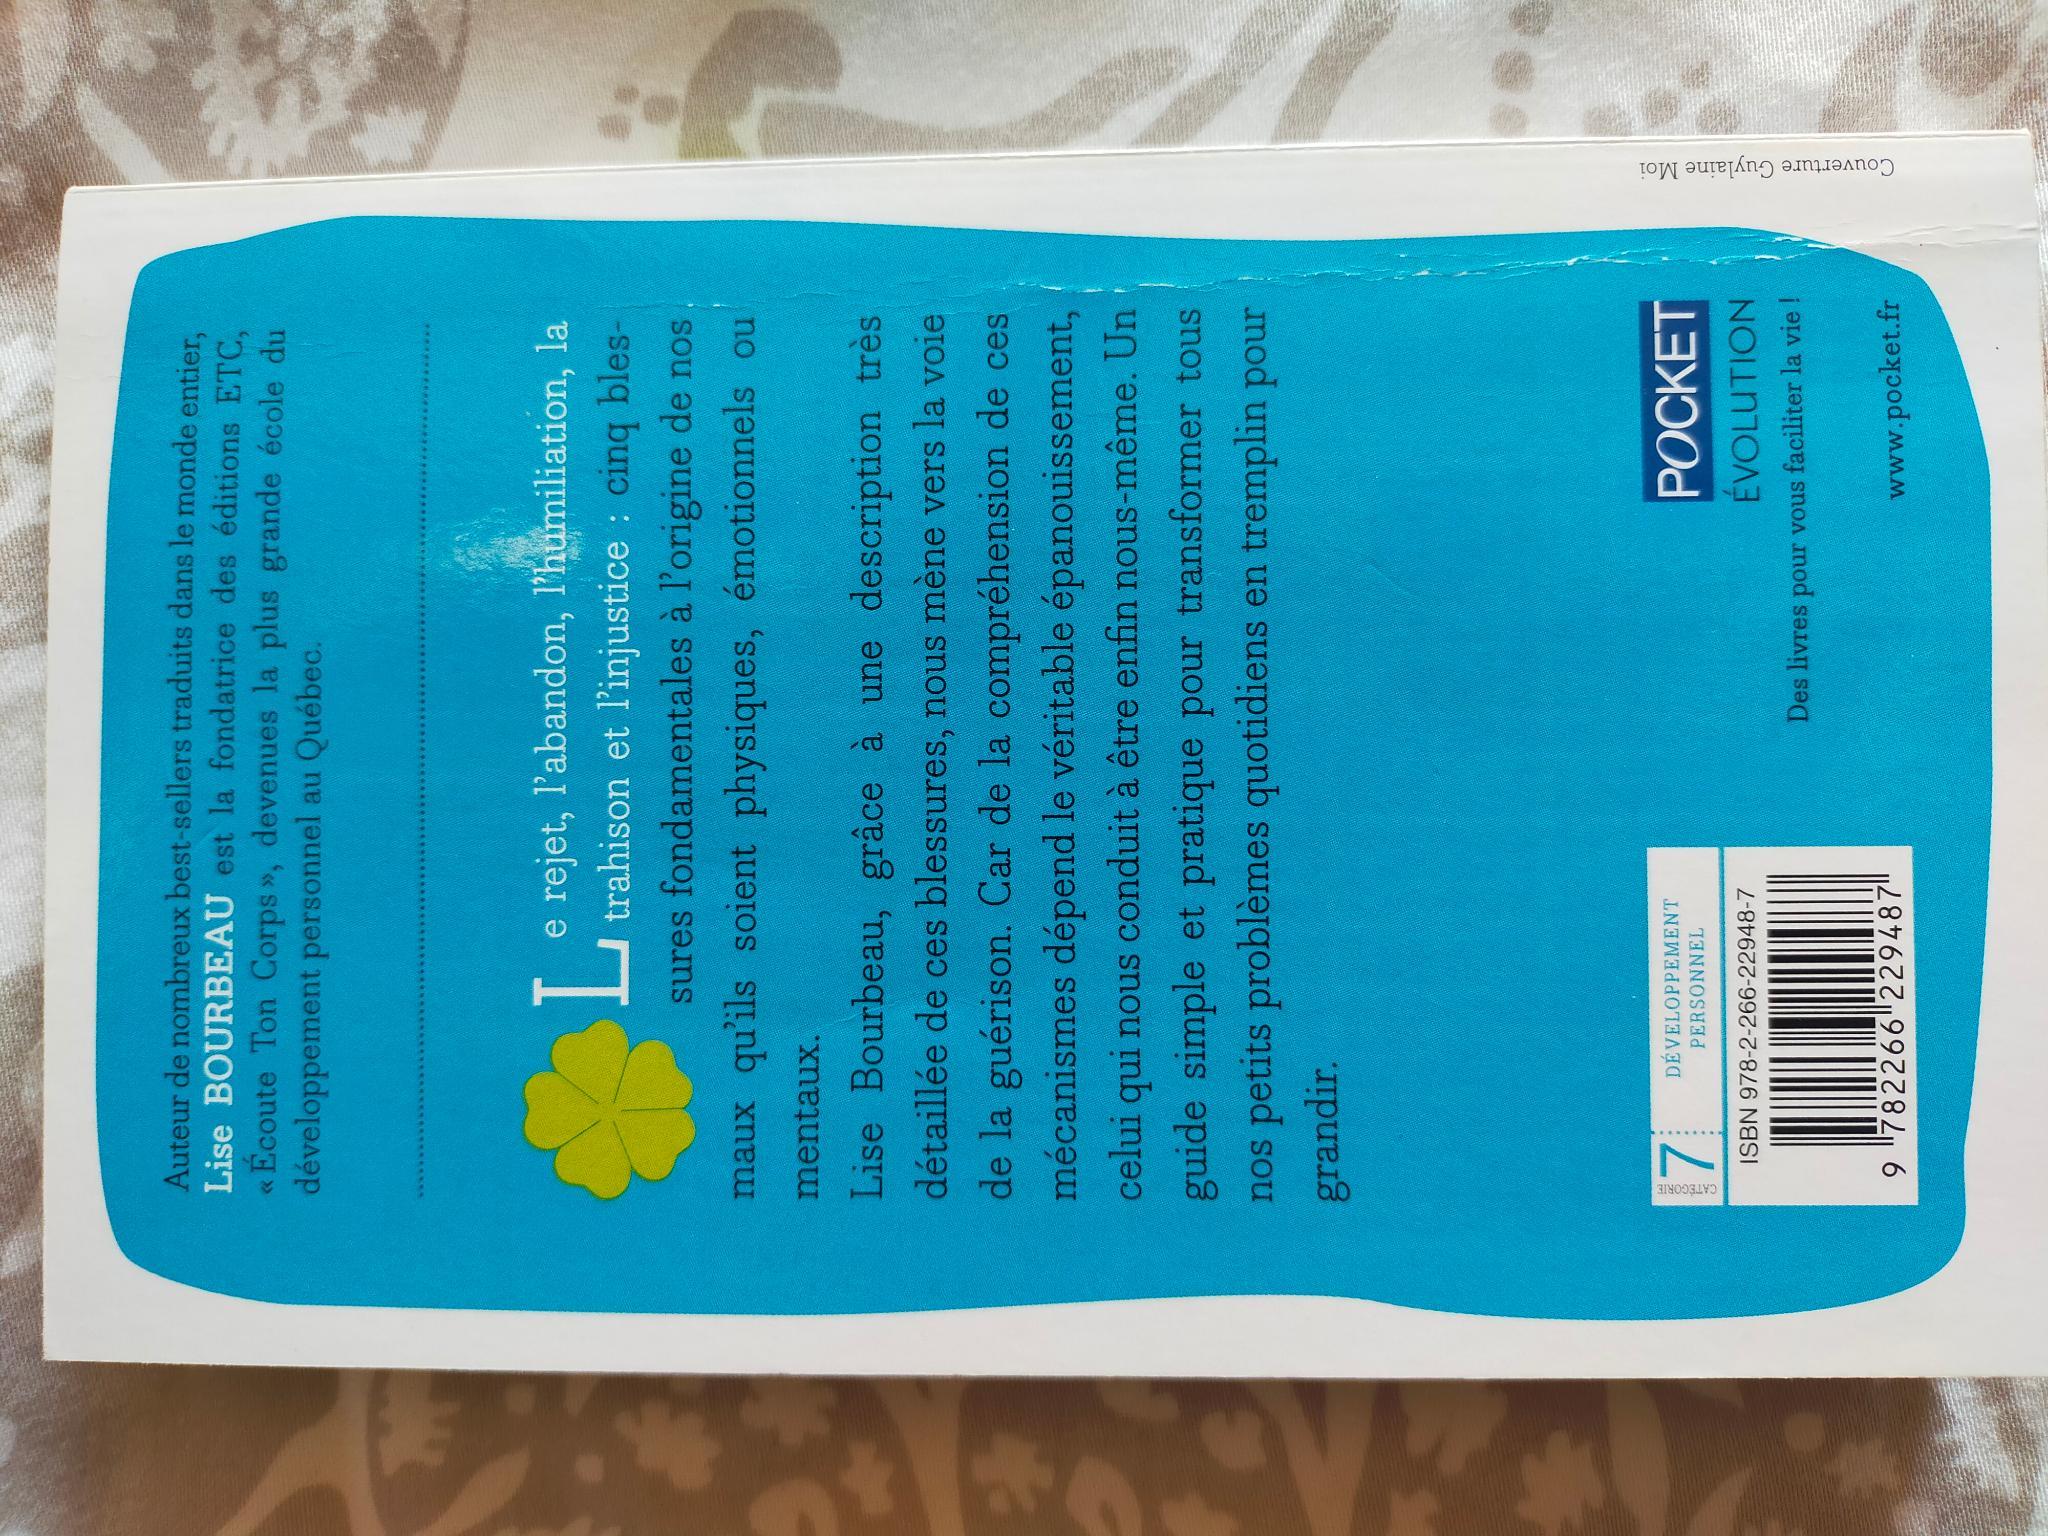 Auteur de nombreux best-sellers traduits dans le monde entier,
Lise BOURBEAU est la fondatrice des éditions ETC,
« Écoute Ton Corps », devenues la plus grande école du
développement personnel au Québec.
Le rejet, l'abandon, l'humiliation, la
trahison et l'injustice : cinq bles-
sures fondamentales à l'origine de nos
maux qu'ils soient physiques, émotionnels ou
mentaux.
Lise Bourbeau, grâce à une description très
détaillée de ces blessures, nous mène vers la voie
de la guérison. Car de la compréhension de ces
mécanismes dépend le véritable épanouissement,
celui qui nous conduit à être enfin nous-même. Un
guide simple et pratique pour transformer tous
nos petits problèmes quotidiens en tremplin pour
grandir.
CATÉGORIE 7
DÉVELOPPEMENT
PERSONNEL
ISBN 978-2-266-22948-7
9 782266 229487
POCKET
ÉVOLUTION
Des livres pour vous faciliter la vie !
www.pocket.fr
Couverture Guylaine Moi